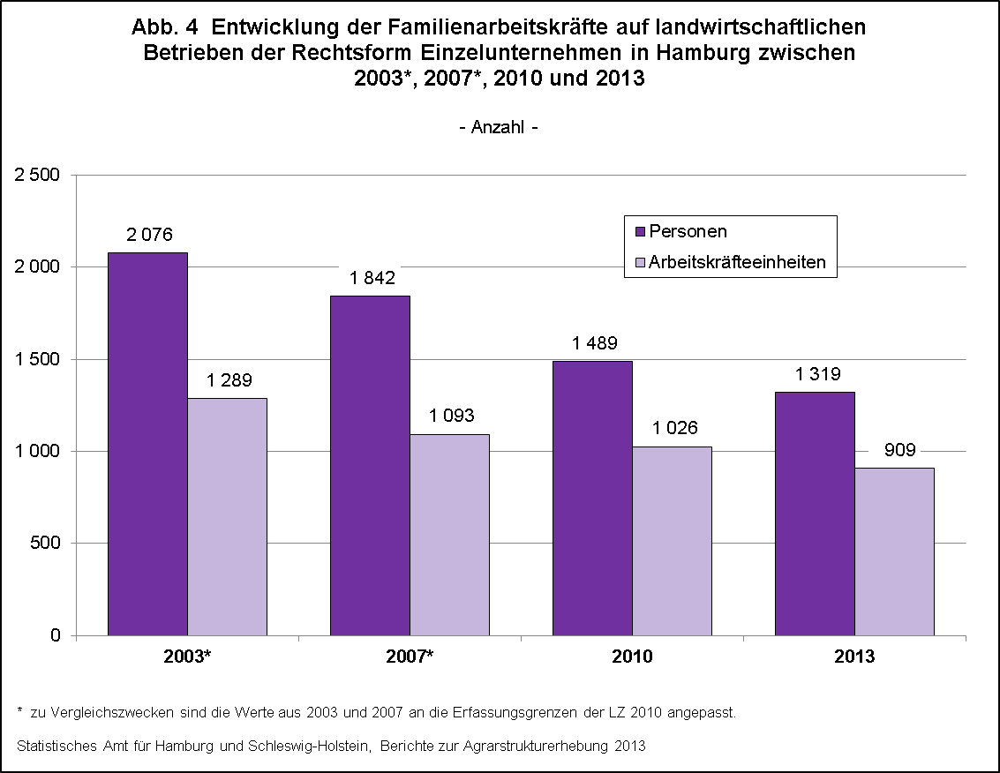 Abb. 4  Entwicklung der Familienarbeitskräfte auf landwirtschaftlichen
Betrieben der Rechtsform Einzelunternehmen in Hamburg zwischen
2003*, 2007*, 2010 und 2013
- Anzahl -
2 500
2 000
1 500
1 000
500
0
Personen
Arbeitskräfteeinheiten
2 076
1 289
1 842
1 093
1 489
1 026
1 319
909
2003*
2007*
2010
2013
* zu Vergleichszwecken sind die Werte aus 2003 und 2007 an die Erfassungsgrenzen der LZ 2010 angepasst.
Statistisches Amt für Hamburg und Schleswig-Holstein, Berichte zur Agrarstrukturerhebung 2013